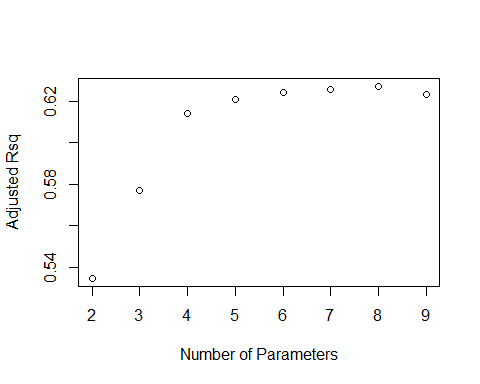 Adjusted Rsq
0.62
0.58
0.54
2 3 4 5 6 7 8 9
Number of Parameters